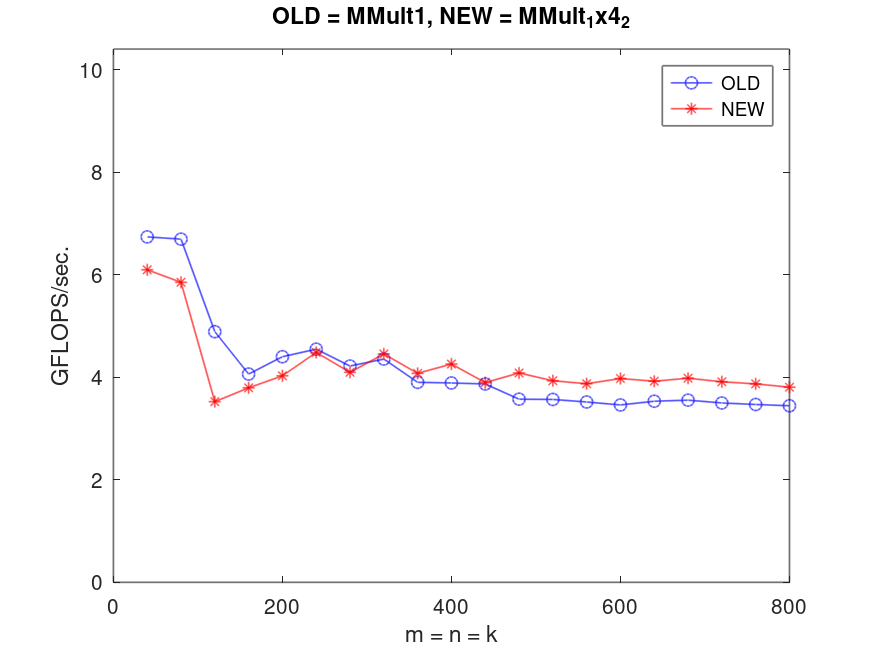 OLD = MMult1, NEW = MMult₁x4₂
10
8
6
4
2
0
GFLOPS/sec.
OLD
NEW
0 200 400 600 800
m = n = k